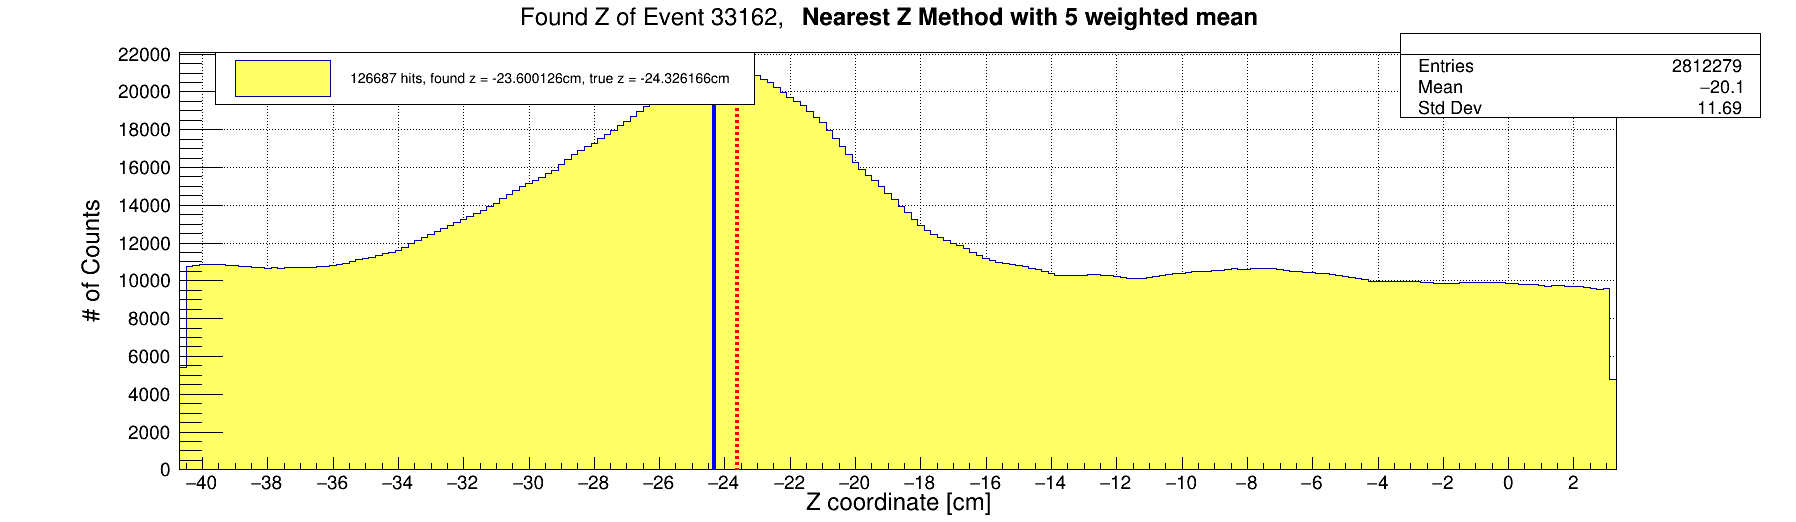 Found Z of Event 33162, Nearest Z Method with 5 weighted mean
126687 hits, found z = -23.600126cm, true z = -24.326166cm
Entries 2812279
Mean −20.1
Std Dev 11.69
22000
20000
18000
16000
14000
12000
10000
8000
6000
4000
2000
0
# of Counts
−40 −38 −36 −34 −32 −30 −28 −26 −24 −22 −20 −18 −16 −14 −12 −10 −8 −6 −4 −2 0 2
Z coordinate [cm]